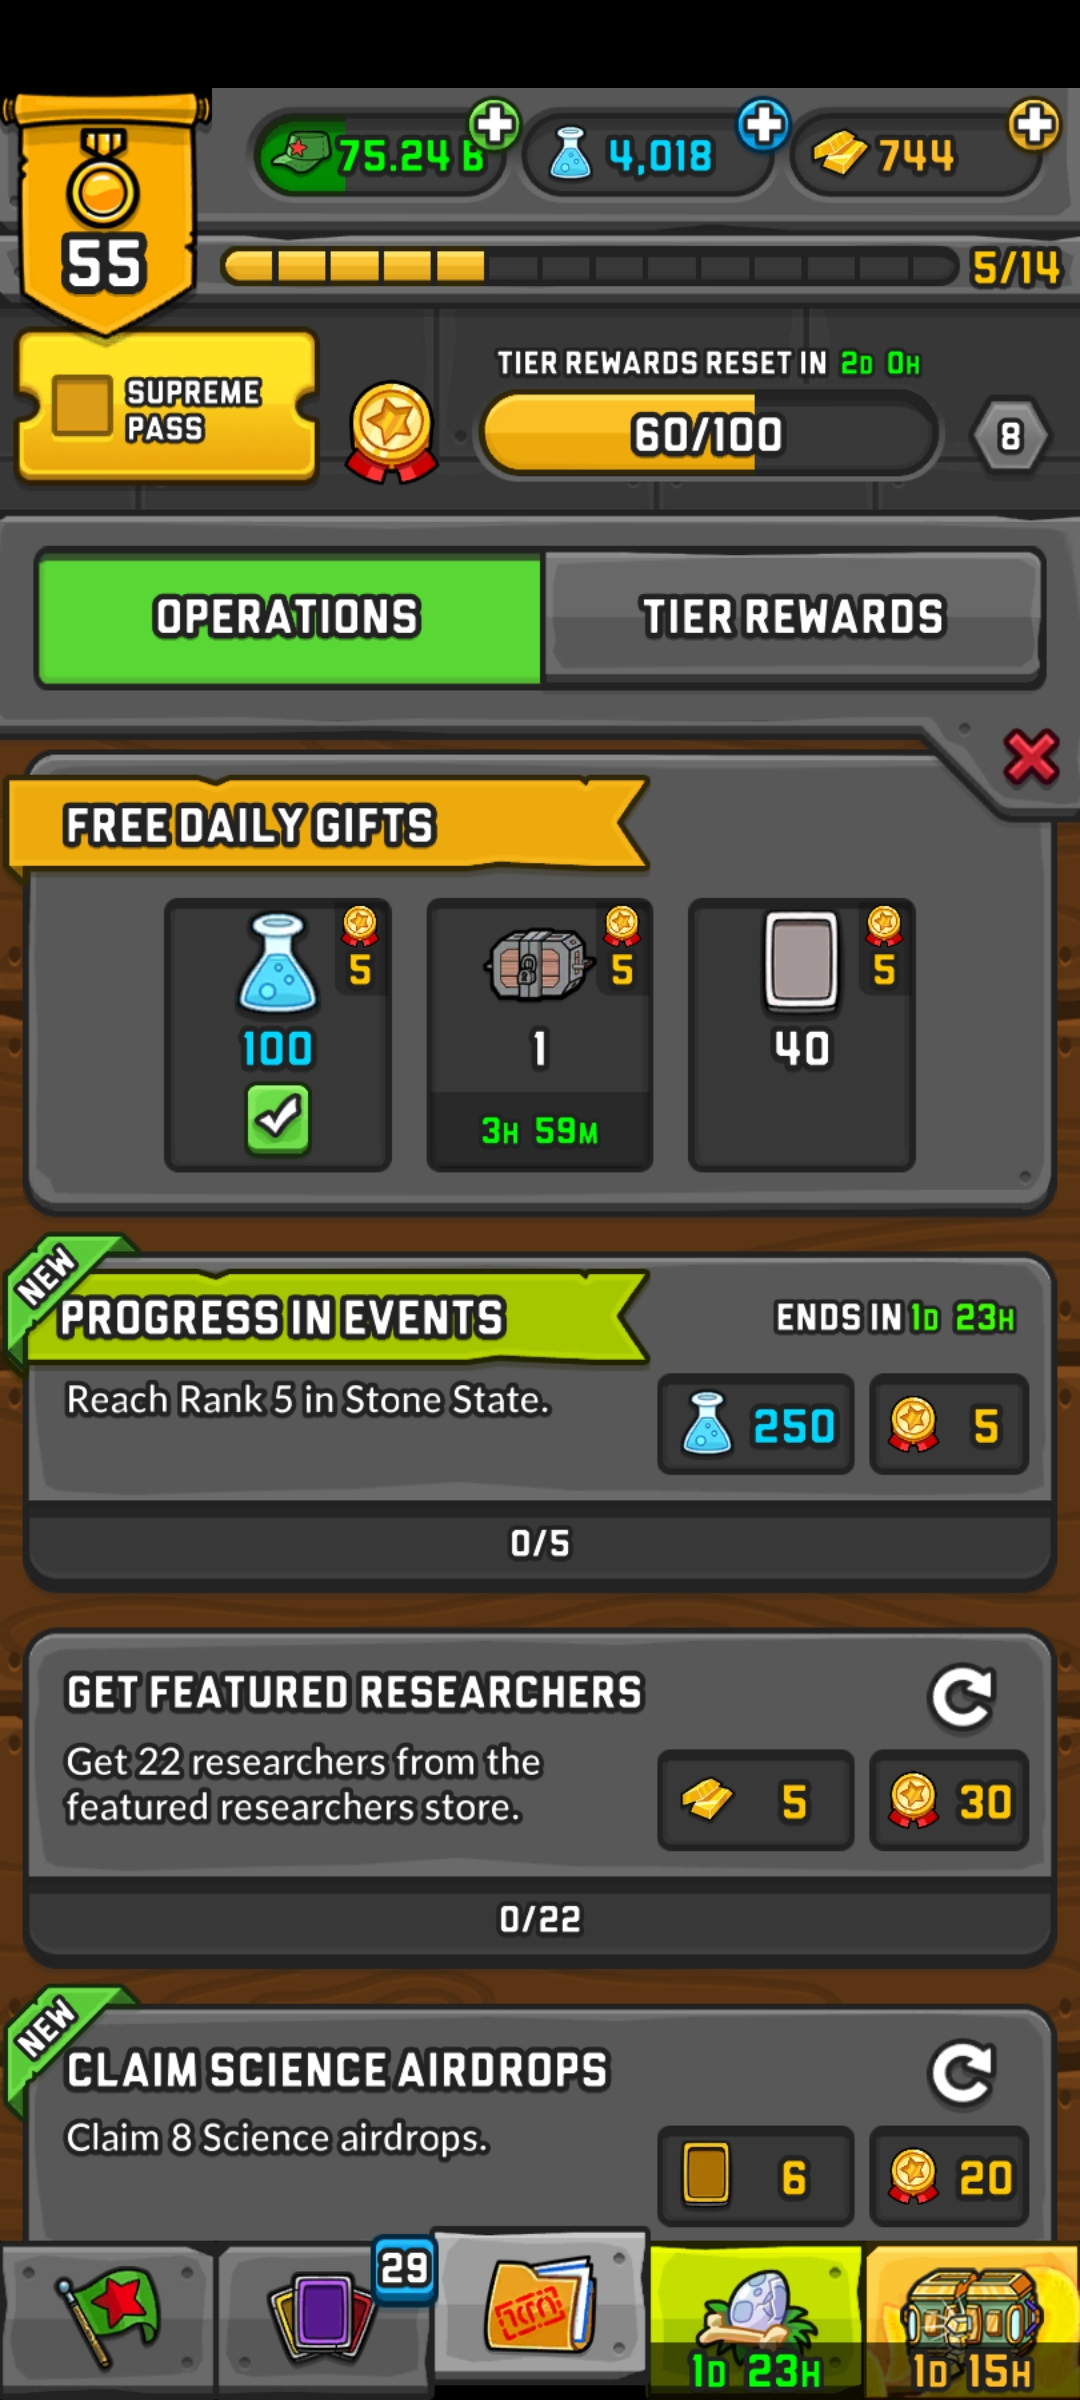 75.24 B
4,018
744
55
5/14
SUPREME
PASS
TIER REWARDS RESET IN 2D 0H
60/100
8
OPERATIONS
TIER REWARDS
FREE DAILY GIFTS
5
5
5
100
1
40
3H 59M
NEW
PROGRESS IN EVENTS
ENDS IN 1D 23H
Reach Rank 5 in Stone State.
250
5
0/5
GET FEATURED RESEARCHERS
Get 22 researchers from the
featured researchers store.
5
30
0/22
NEW
CLAIM SCIENCE AIRDROPS
Claim 8 Science airdrops.
6
20
29
1D 23H
1D 15H